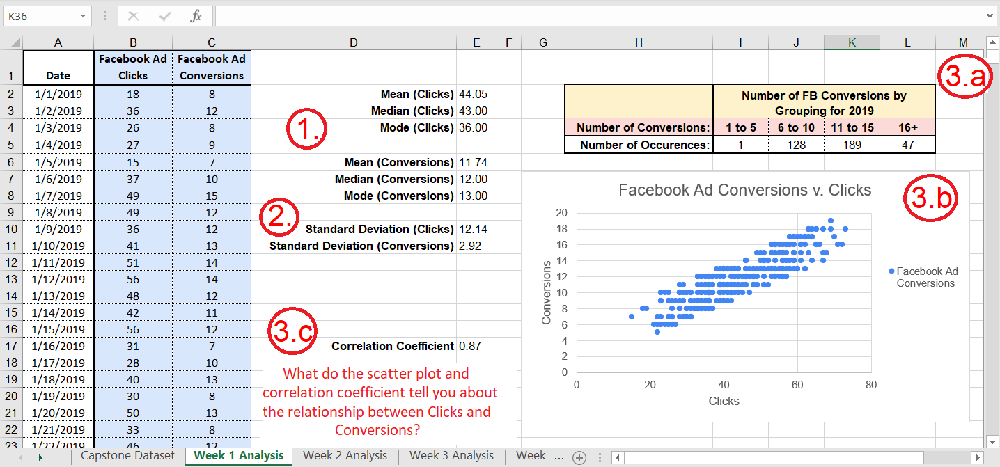 K36
fx
A B C D E F G H I J K L M
1 Date Facebook Ad Clicks Facebook Ad Conversions
2 1/1/2019 18 8 Mean (Clicks) 44.05
3 1/2/2019 36 12 Median (Clicks) 43.00
4 1/3/2019 26 8 Mode (Clicks) 36.00
5 1/4/2019 27 9
6 1/5/2019 15 7 Mean (Conversions) 11.74
7 1/6/2019 37 10 Median (Conversions) 12.00
8 1/7/2019 49 15 Mode (Conversions) 13.00
9 1/8/2019 49 12
10 1/9/2019 36 12 Standard Deviation (Clicks) 12.14
11 1/10/2019 41 13 Standard Deviation (Conversions) 2.92
12 1/11/2019 51 14
13 1/12/2019 56 14
14 1/13/2019 48 12
15 1/14/2019 42 11
16 1/15/2019 56 12
17 1/16/2019 31 7 Correlation Coefficient 0.87
18 1/17/2019 28 10
19 1/18/2019 40 13
20 1/19/2019 30 8
21 1/20/2019 50 13
22 1/21/2019 33 8
23 1/22/2019 46 12
1.
2.
3.c
What do the scatter plot and
correlation coefficient tell you about
the relationship between Clicks and
Conversions?
3.a
Number of FB Conversions by
Grouping for 2019
Number of Conversions: 1 to 5 6 to 10 11 to 15 16+
Number of Occurences: 1 128 189 47
3.b
Facebook Ad Conversions v. Clicks
20
18
16
14
12
10
8
6
4
2
0
Conversions
0 20 40 60 80
Clicks
Facebook Ad
Conversions
Capstone Dataset Week 1 Analysis Week 2 Analysis Week 3 Analysis Week ...